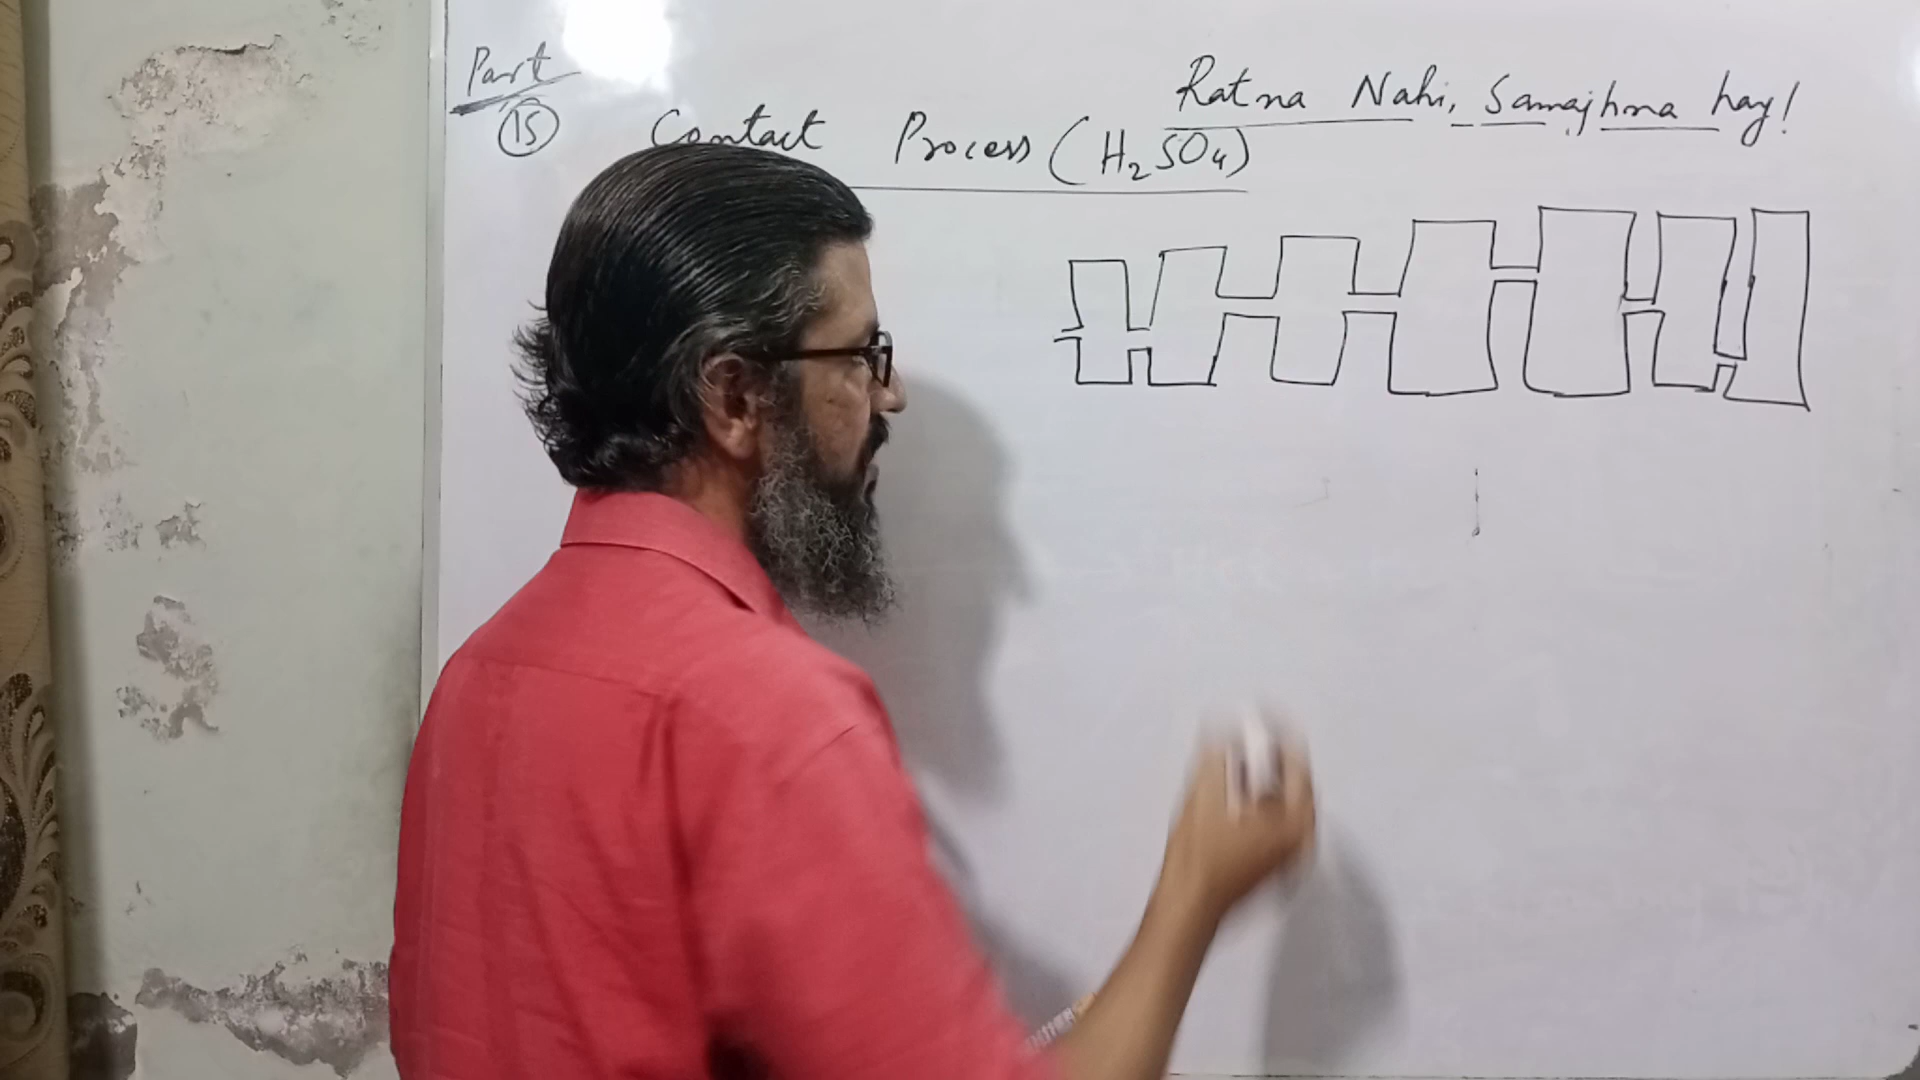 Part
15
Ratna Nahi, Samajhna hay!
Contact Process (H₂SO₄)